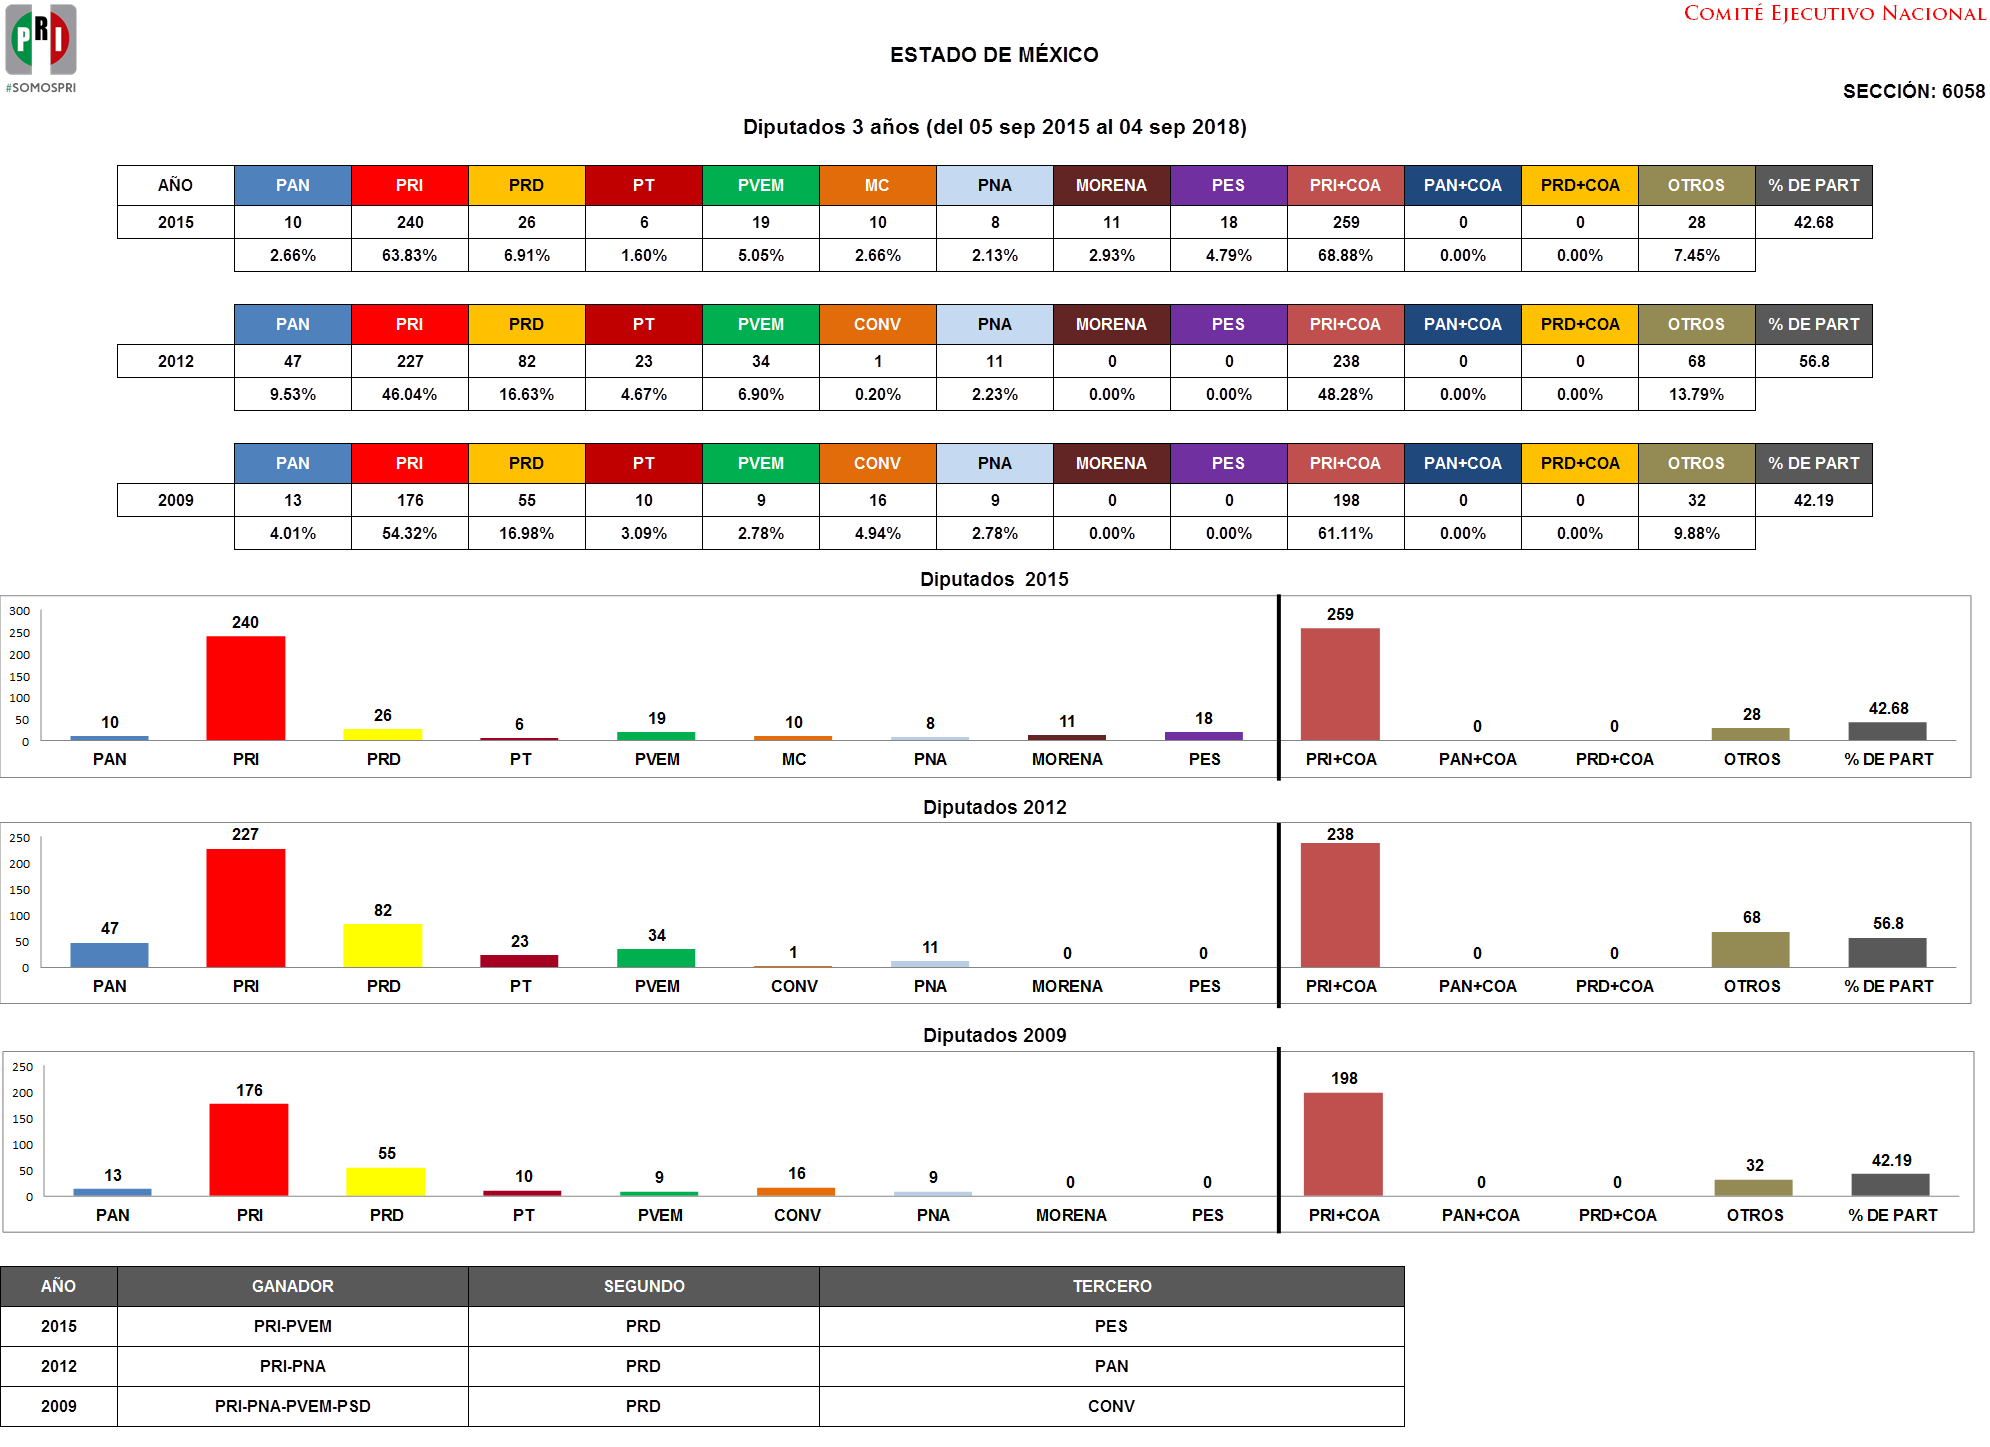 PRI
#SOMOSPRI
COMITÉ EJECUTIVO NACIONAL
ESTADO DE MÉXICO
SECCIÓN: 6058
Diputados 3 años (del 05 sep 2015 al 04 sep 2018)
AÑO PAN PRI PRD PT PVEM MC PNA MORENA PES PRI+COA PAN+COA PRD+COA OTROS % DE PART
2015 10 240 26 6 19 10 8 11 18 259 0 0 28 42.68
2.66% 63.83% 6.91% 1.60% 5.05% 2.66% 2.13% 2.93% 4.79% 68.88% 0.00% 0.00% 7.45%
PAN PRI PRD PT PVEM CONV PNA MORENA PES PRI+COA PAN+COA PRD+COA OTROS % DE PART
2012 47 227 82 23 34 1 11 0 0 238 0 0 68 56.8
9.53% 46.04% 16.63% 4.67% 6.90% 0.20% 2.23% 0.00% 0.00% 48.28% 0.00% 0.00% 13.79%
PAN PRI PRD PT PVEM CONV PNA MORENA PES PRI+COA PAN+COA PRD+COA OTROS % DE PART
2009 13 176 55 10 9 16 9 0 0 198 0 0 32 42.19
4.01% 54.32% 16.98% 3.09% 2.78% 4.94% 2.78% 0.00% 0.00% 61.11% 0.00% 0.00% 9.88%
Diputados 2015
300
250
200
150
100
50
0
10 240 26 6 19 10 8 11 18 259 0 0 28 42.68
PAN PRI PRD PT PVEM MC PNA MORENA PES PRI+COA PAN+COA PRD+COA OTROS % DE PART
Diputados 2012
250
200
150
100
50
0
47 227 82 23 34 1 11 0 0 238 0 0 68 56.8
PAN PRI PRD PT PVEM CONV PNA MORENA PES PRI+COA PAN+COA PRD+COA OTROS % DE PART
Diputados 2009
250
200
150
100
50
0
13 176 55 10 9 16 9 0 0 198 0 0 32 42.19
PAN PRI PRD PT PVEM CONV PNA MORENA PES PRI+COA PAN+COA PRD+COA OTROS % DE PART
AÑO GANADOR SEGUNDO TERCERO
2015 PRI-PVEM PRD PES
2012 PRI-PNA PRD PAN
2009 PRI-PNA-PVEM-PSD PRD CONV